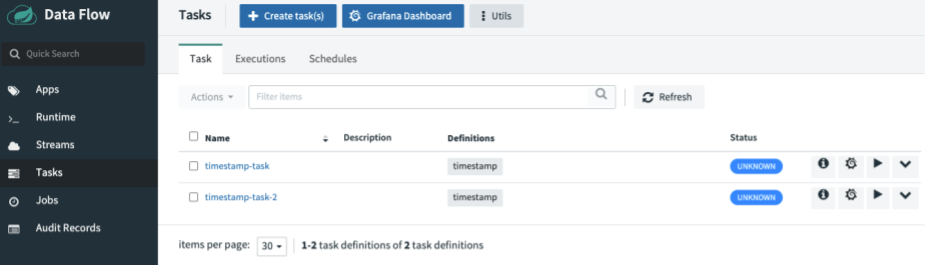 Data Flow
Quick Search
Apps
Runtime
Streams
Tasks
Jobs
Audit Records
Tasks
Create task(s)
Grafana Dashboard
Utils
Task Executions Schedules
Actions
Filter items
Refresh
Name Description Definitions Status
timestamp-task timestamp UNKNOWN
timestamp-task-2 timestamp UNKNOWN
items per page: 30 1-2 task definitions of 2 task definitions